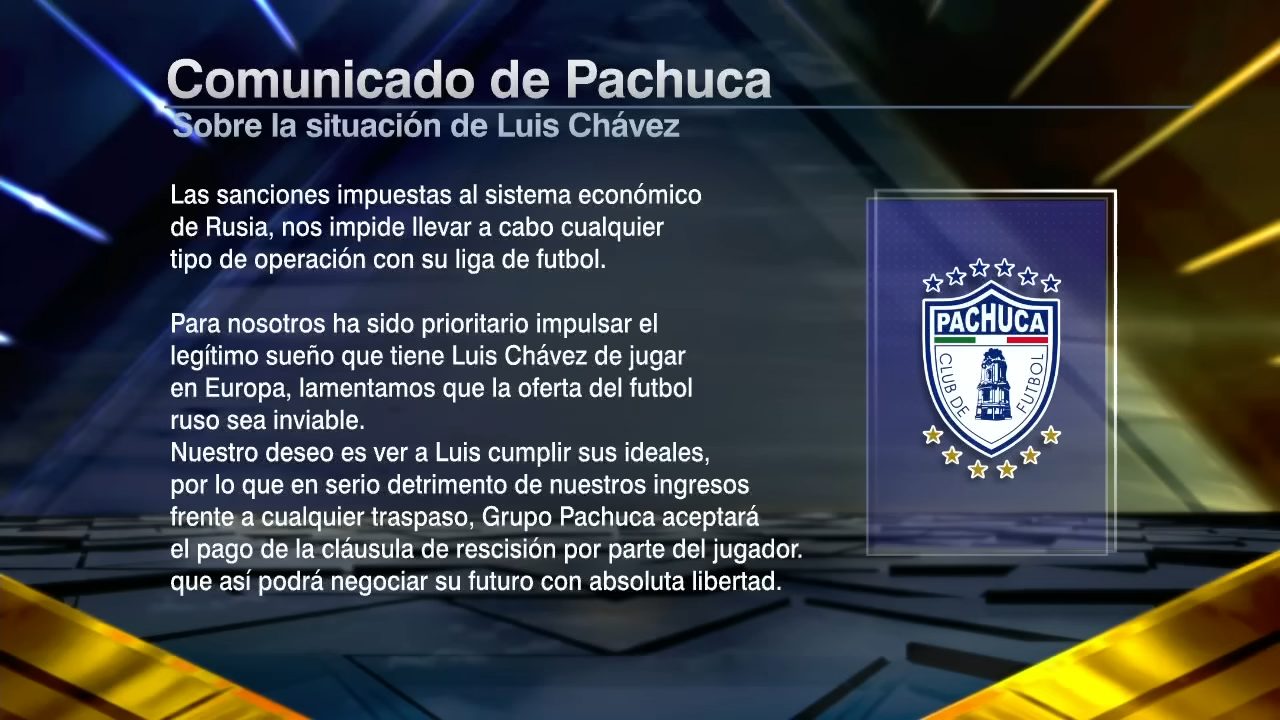 Comunicado de Pachuca
Sobre la situación de Luis Chávez
Las sanciones impuestas al sistema económico
de Rusia, nos impide llevar a cabo cualquier
tipo de operación con su liga de futbol.
Para nosotros ha sido prioritario impulsar el
legítimo sueño que tiene Luis Chávez de jugar
en Europa, lamentamos que la oferta del futbol
ruso sea inviable.
Nuestro deseo es ver a Luis cumplir sus ideales,
por lo que en serio detrimento de nuestros ingresos
frente a cualquier traspaso, Grupo Pachuca aceptará
el pago de la cláusula de rescisión por parte del jugador.
que así podrá negociar su futuro con absoluta libertad.
PACHUCA
CLUB DE
FUTBOL